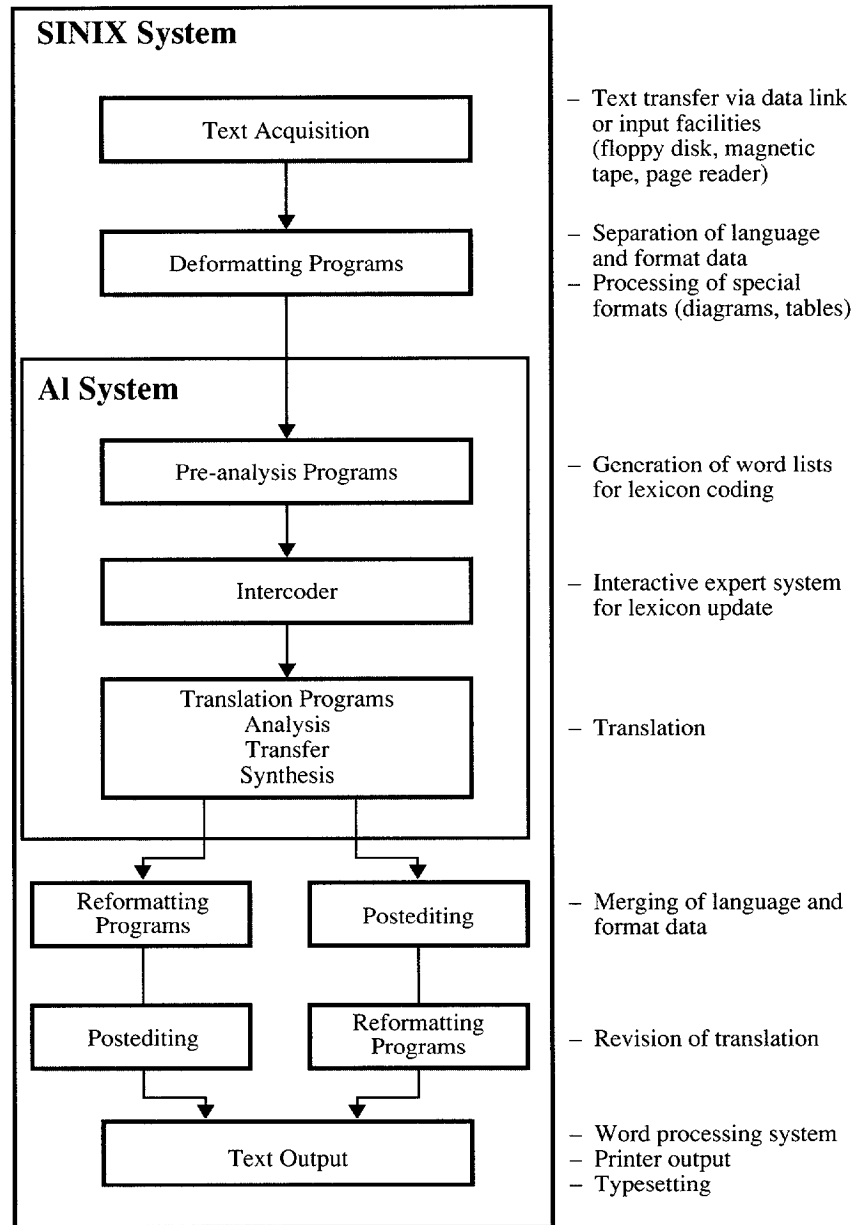 SINIX System
Text Acquisition
– Text transfer via data link
or input facilities
(floppy disk, magnetic
tape, page reader)
Deformatting Programs
– Separation of language
and format data
– Processing of special
formats (diagrams, tables)
AI System
Pre-analysis Programs
– Generation of word lists
for lexicon coding
Intercoder
– Interactive expert system
for lexicon update
Translation Programs
Analysis
Transfer
Synthesis
– Translation
Reformatting
Programs
Postediting
– Merging of language and
format data
Postediting
Reformatting
Programs
– Revision of translation
Text Output
– Word processing system
– Printer output
– Typesetting